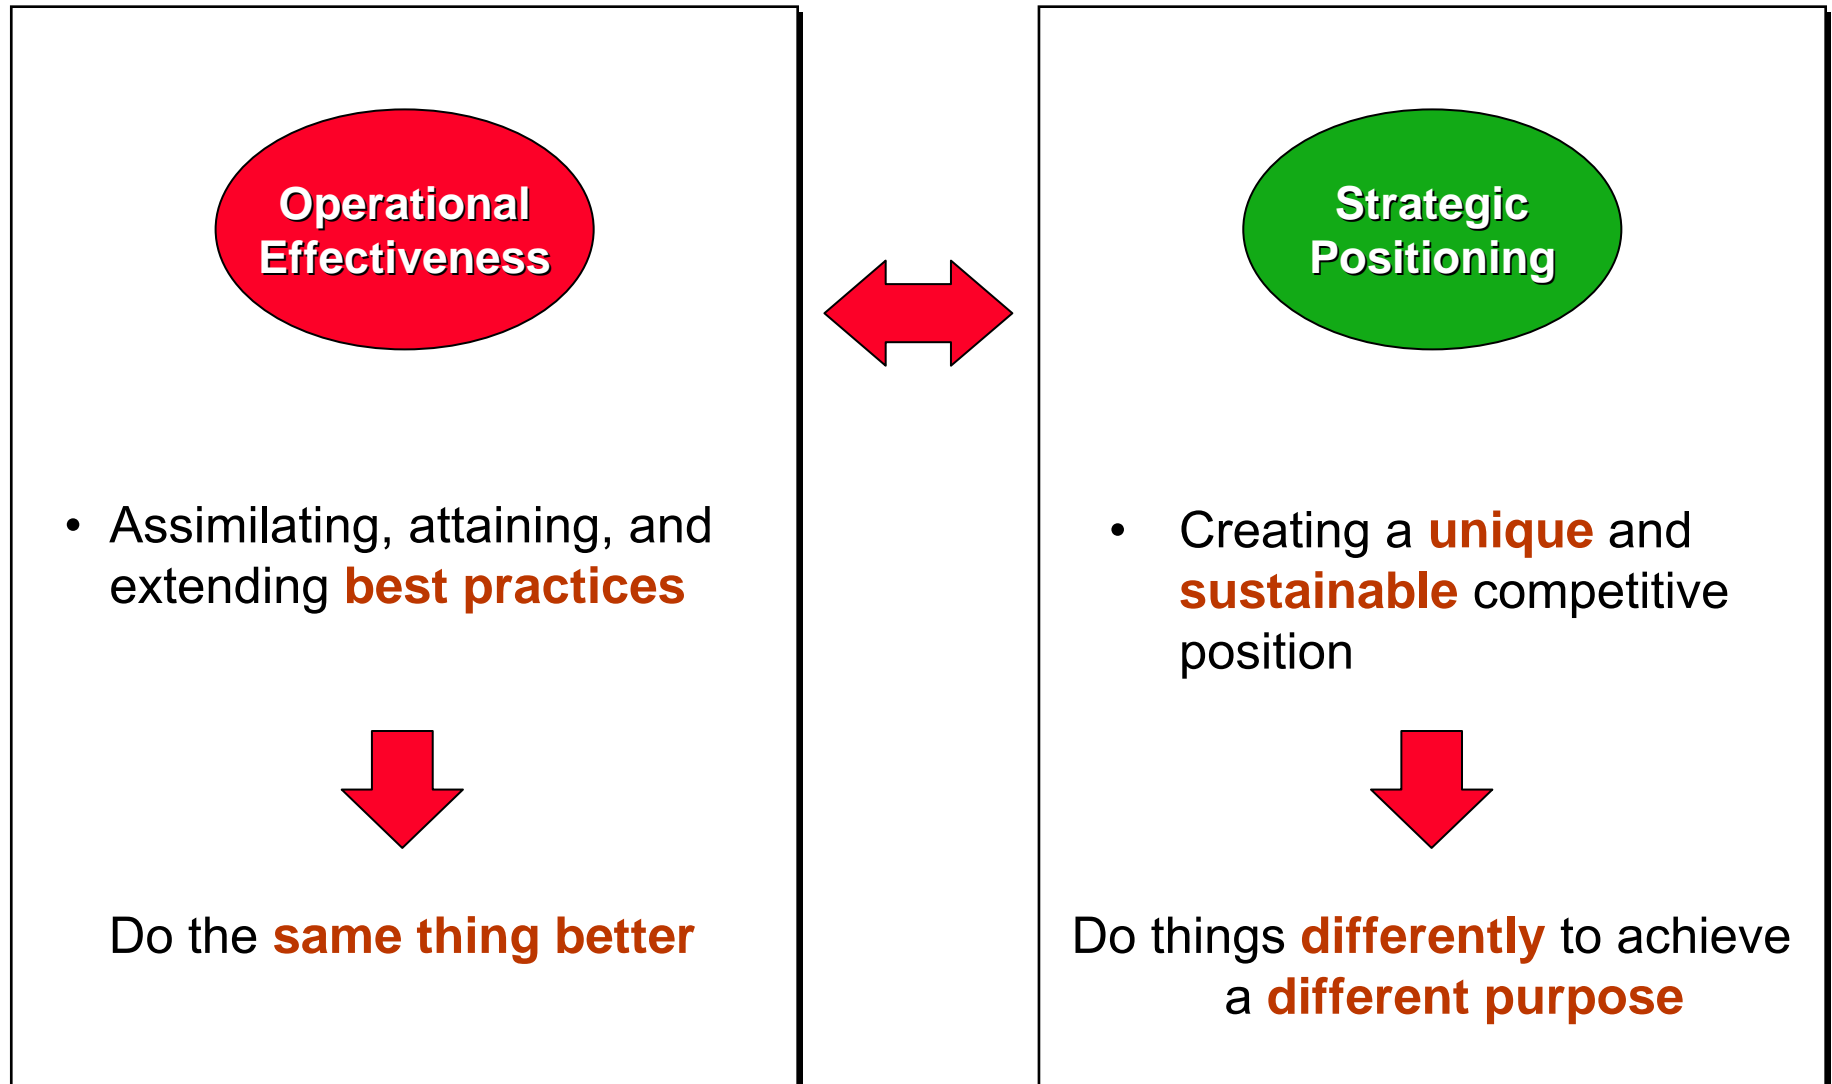 Operational
Effectiveness
• Assimilating, attaining, and
extending best practices
Do the same thing better
Strategic
Positioning
• Creating a unique and
sustainable competitive
position
Do things differently to achieve
a different purpose